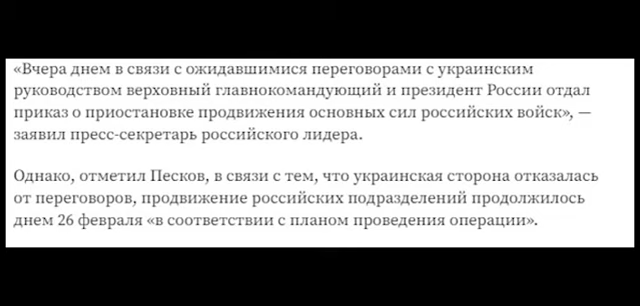 «Вчера днем в связи с ожидавшимися переговорами с украинским
руководством верховный главнокомандующий и президент России отдал
приказ о приостановке продвижения основных сил российских войск», —
заявил пресс-секретарь российского лидера.
Однако, отметил Песков, в связи с тем, что украинская сторона отказалась
от переговоров, продвижение российских подразделений продолжилось
днем 26 февраля «в соответствии с планом проведения операции».